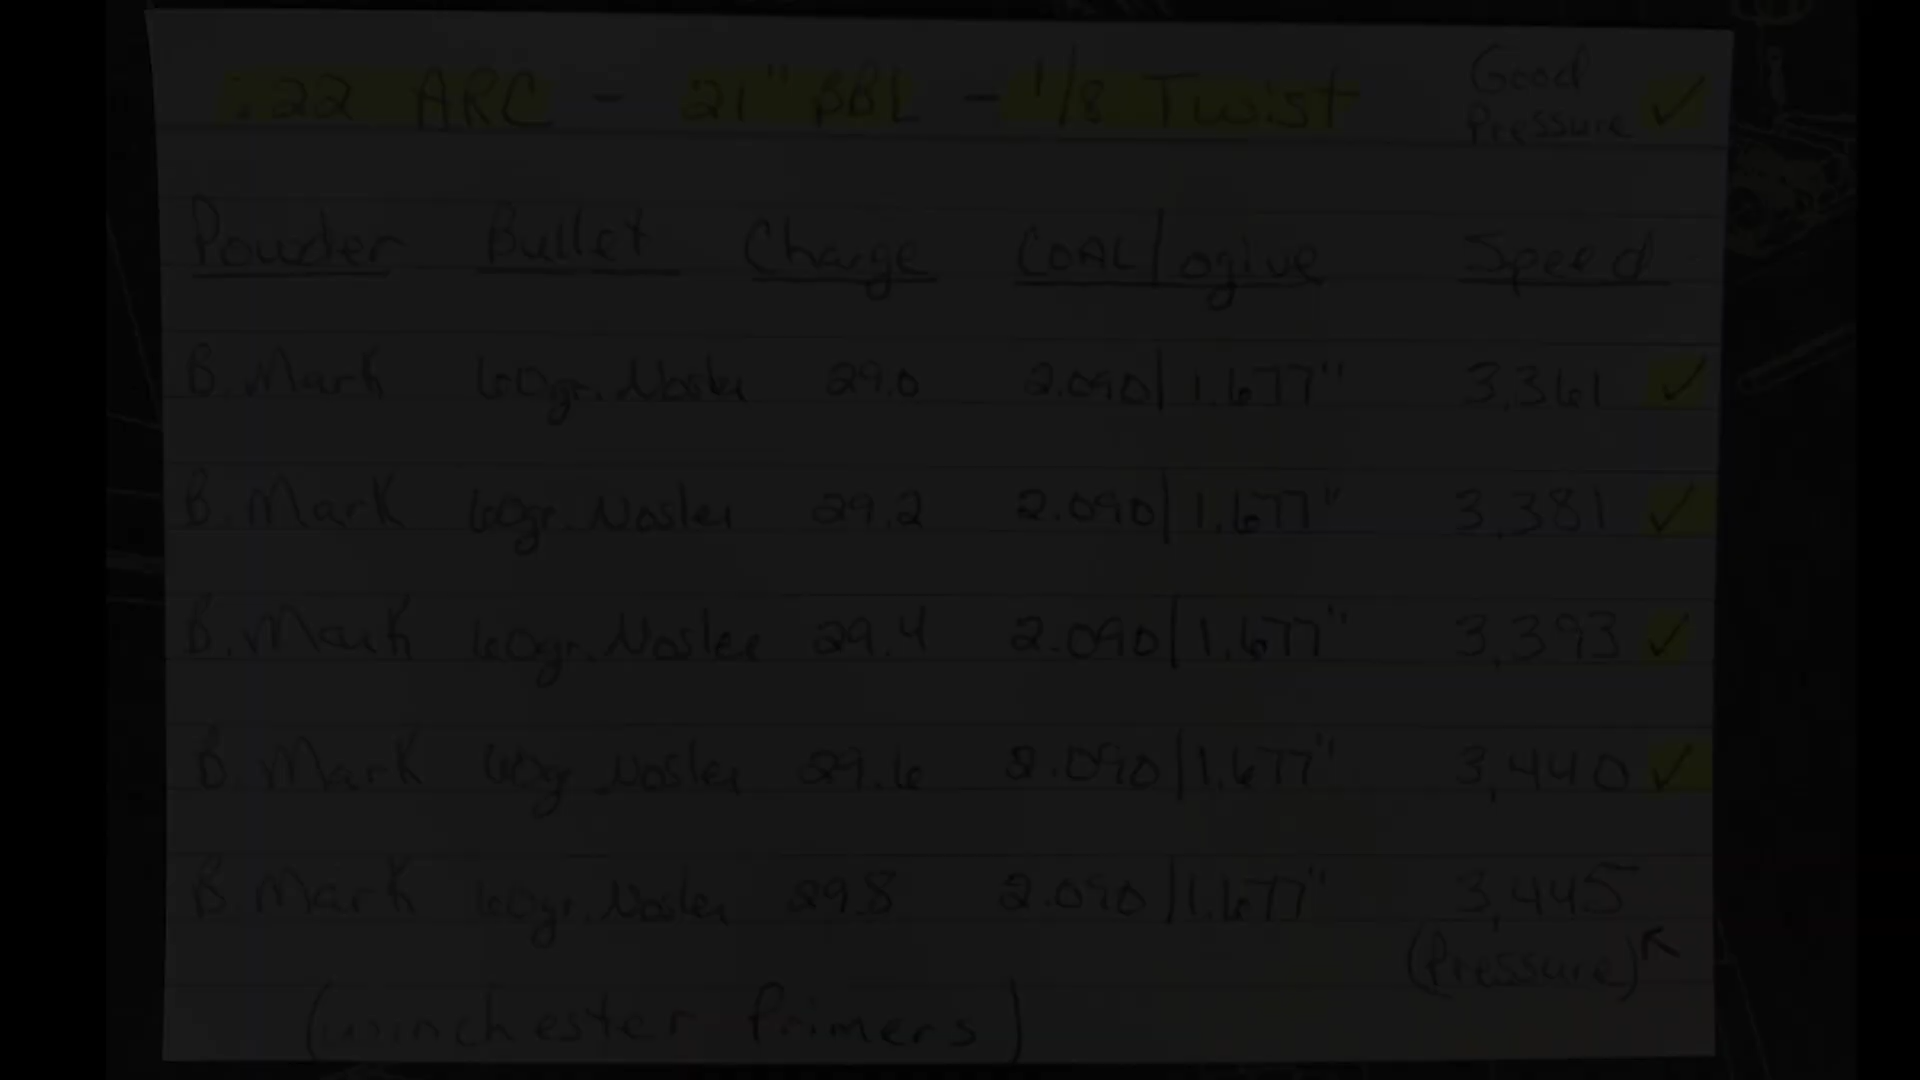 .22 ARC - 21" BBL - 1/8 Twist Good Pressure ✓
Powder Bullet Charge COAL/ogive Speed
B. Mark 60gr. Nosler 29.0 2.090 | 1.677" 3,361 ✓
B. Mark 60gr. Nosler 29.2 2.090 | 1.677" 3,381 ✓
B. Mark 60gr. Nosler 29.4 2.090 | 1.677" 3,393 ✓
B. Mark 60gr. Nosler 29.6 2.090 | 1.677" 3,440 ✓
B. Mark 60gr. Nosler 29.8 2.090 | 1.677" 3,445
(Pressure)
(winchester Primers)